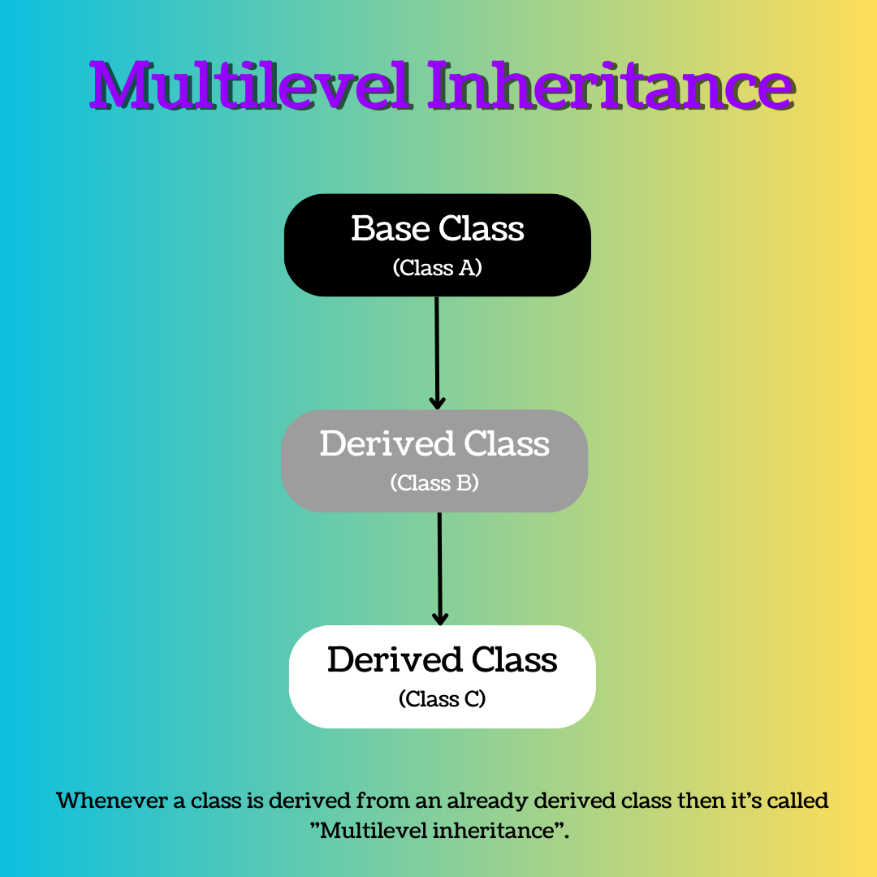 Multilevel Inheritance
Base Class
(Class A)
Derived Class
(Class B)
Derived Class
(Class C)
Whenever a class is derived from an already derived class then it's called
”Multilevel inheritance”.